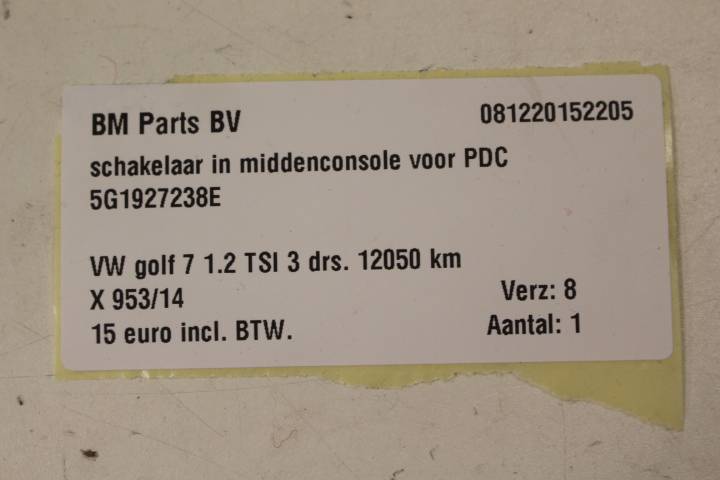 BM Parts BV 081220152205
schakelaar in middenconsole voor PDC
5G1927238E
VW golf 7 1.2 TSI 3 drs. 12050 km
X 953/14 Verz: 8
15 euro incl. BTW. Aantal: 1